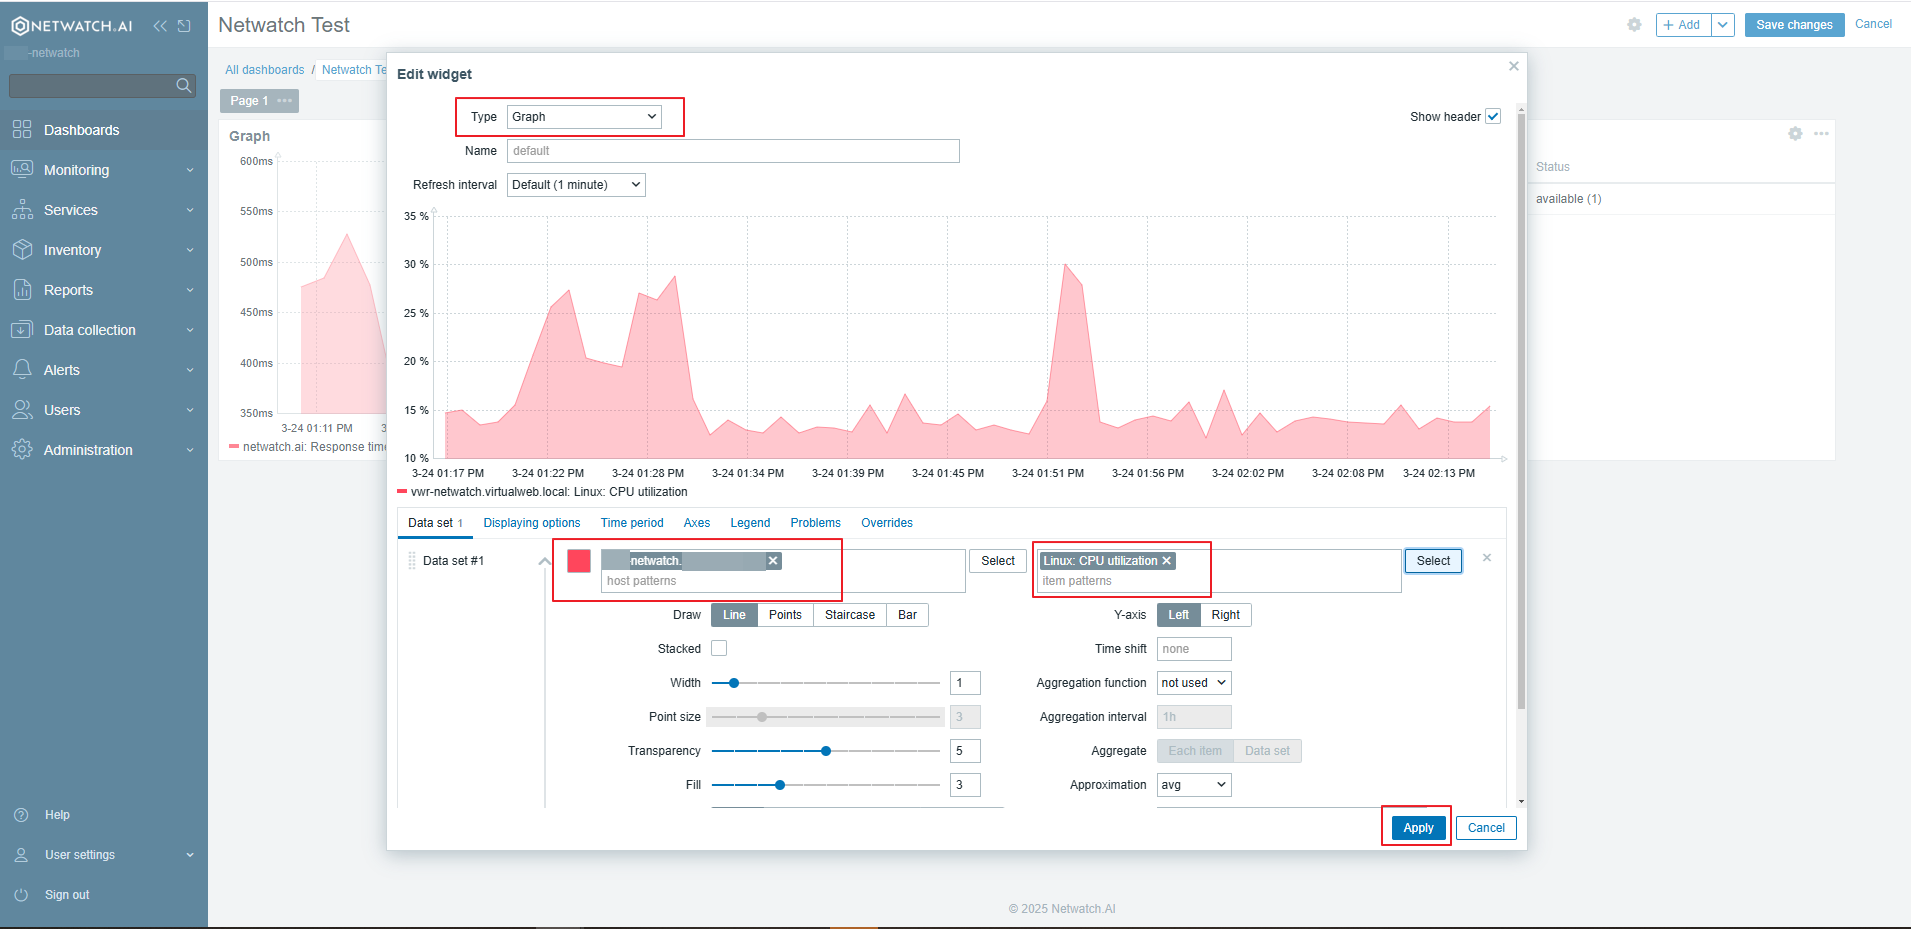 NETWATCH.AI
-netwatch
Dashboards
Monitoring
Services
Inventory
Reports
Data collection
Alerts
Users
Administration
Help
User settings
Sign out
Netwatch Test
+ Add
Save changes
Cancel
All dashboards / Netwatch Te
Page 1
Graph
600ms
550ms
500ms
450ms
400ms
350ms
3-24 01:11 PM 3
netwatch.ai: Response time
Status
available (1)
Edit widget
Type Graph
Show header
Name default
Refresh interval Default (1 minute)
35 %
30 %
25 %
20 %
15 %
10 %
3-24 01:17 PM 3-24 01:22 PM 3-24 01:28 PM 3-24 01:34 PM 3-24 01:39 PM 3-24 01:45 PM 3-24 01:51 PM 3-24 01:56 PM 3-24 02:02 PM 3-24 02:08 PM 3-24 02:13 PM
vwr-netwatch.virtualweb.local: Linux: CPU utilization
Data set 1 Displaying options Time period Axes Legend Problems Overrides
Data set #1
-netwatch.
host patterns
Select
Linux: CPU utilization
item patterns
Select
Draw Line Points Staircase Bar
Y-axis Left Right
Stacked
Time shift none
Width 1
Aggregation function not used
Point size 3
Aggregation interval 1h
Transparency 5
Aggregate Each item Data set
Fill 3
Approximation avg
Apply Cancel
© 2025 Netwatch.AI